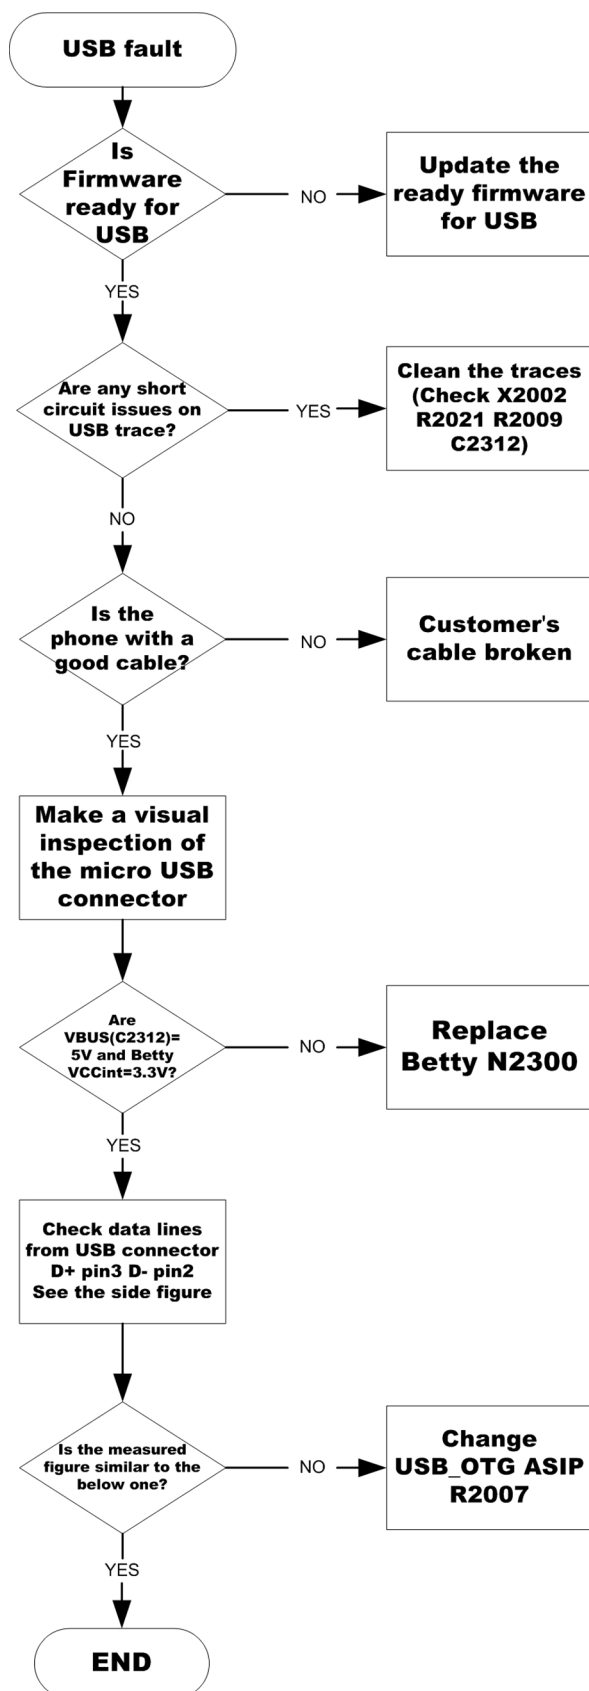 USB fault
Is
Firmware
ready for
USB
NO
Update the
ready firmware
for USB
YES
Are any short
circuit issues on
USB trace?
YES
Clean the traces
(Check X2002
R2021 R2009
C2312)
NO
Is the
phone with a
good cable?
NO
Customer's
cable broken
YES
Make a visual
inspection of
the micro USB
connector
Are
VBUS(C2312)=
5V and Betty
VCCint=3.3V?
NO
Replace
Betty N2300
YES
Check data lines
from USB connector
D+ pin3 D- pin2
See the side figure
Is the measured
figure similar to the
below one?
NO
Change
USB_OTG ASIP
R2007
YES
END